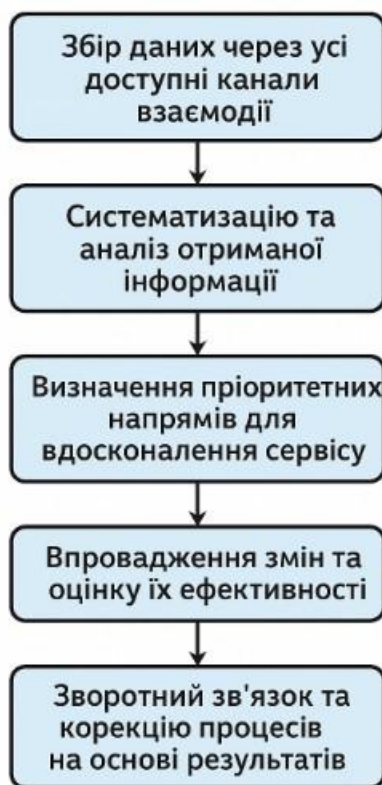 Збір даних через усі
доступні канали
взаємодії
Систематизацію та
аналіз отриманої
інформації
Визначення пріоритетних
напрямів для
вдосконалення сервісу
Впровадження змін та
оцінку їх ефективності
Зворотний зв'язок та
корекцію процесів
на основі результатів